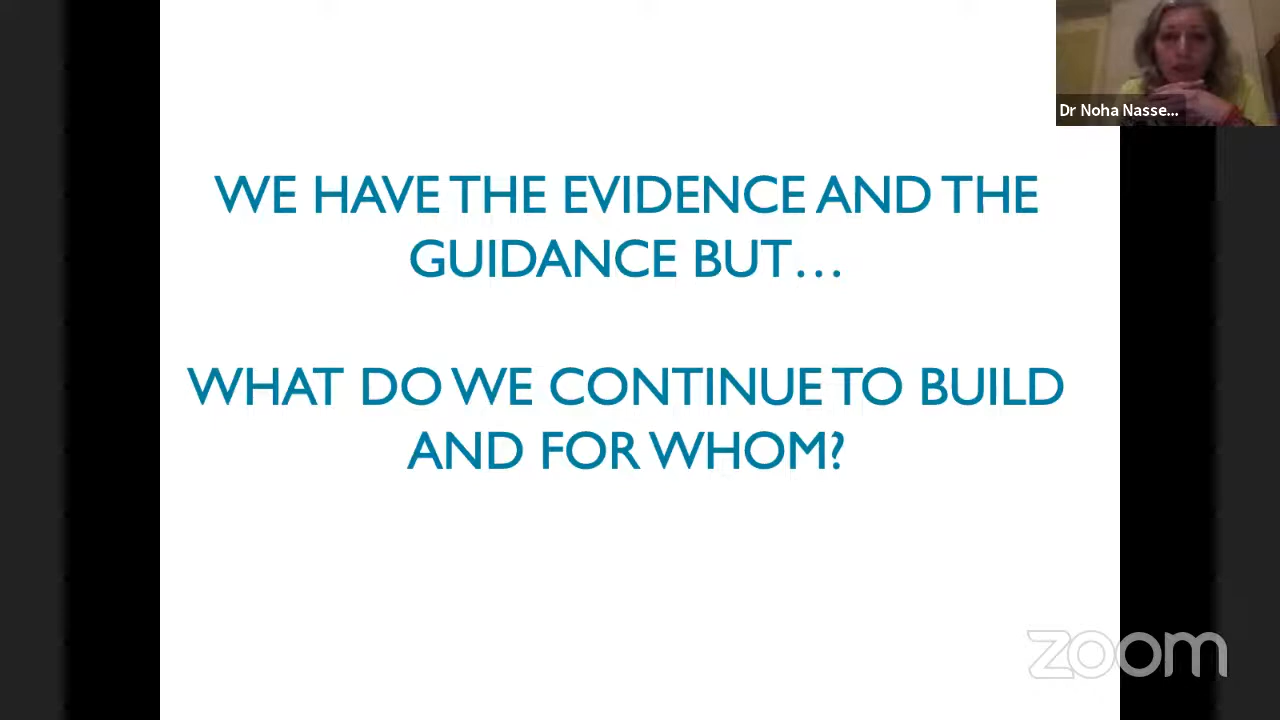 Dr Noha Nasse...
WE HAVE THE EVIDENCE AND THE
GUIDANCE BUT...
WHAT DO WE CONTINUE TO BUILD
AND FOR WHOM?
zoom